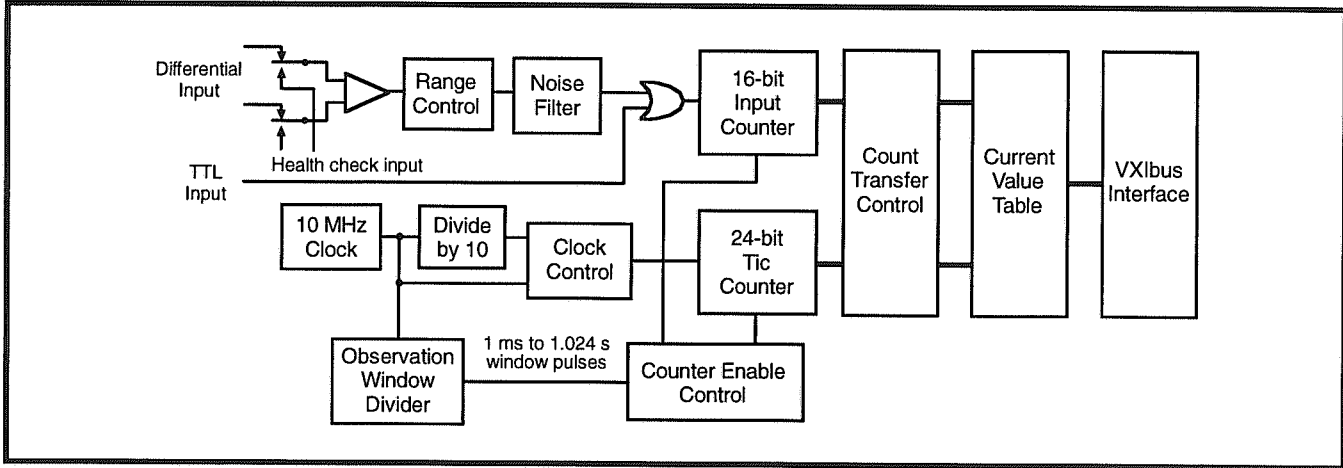 Differential
Input
Range
Control
Noise
Filter
16-bit
Input
Counter
Health check input
TTL
Input
Count
Transfer
Control
Current
Value
Table
VXIbus
Interface
10 MHz
Clock
Divide
by 10
Clock
Control
24-bit
Tic
Counter
Observation
Window
Divider
1 ms to 1.024 s
window pulses
Counter Enable
Control